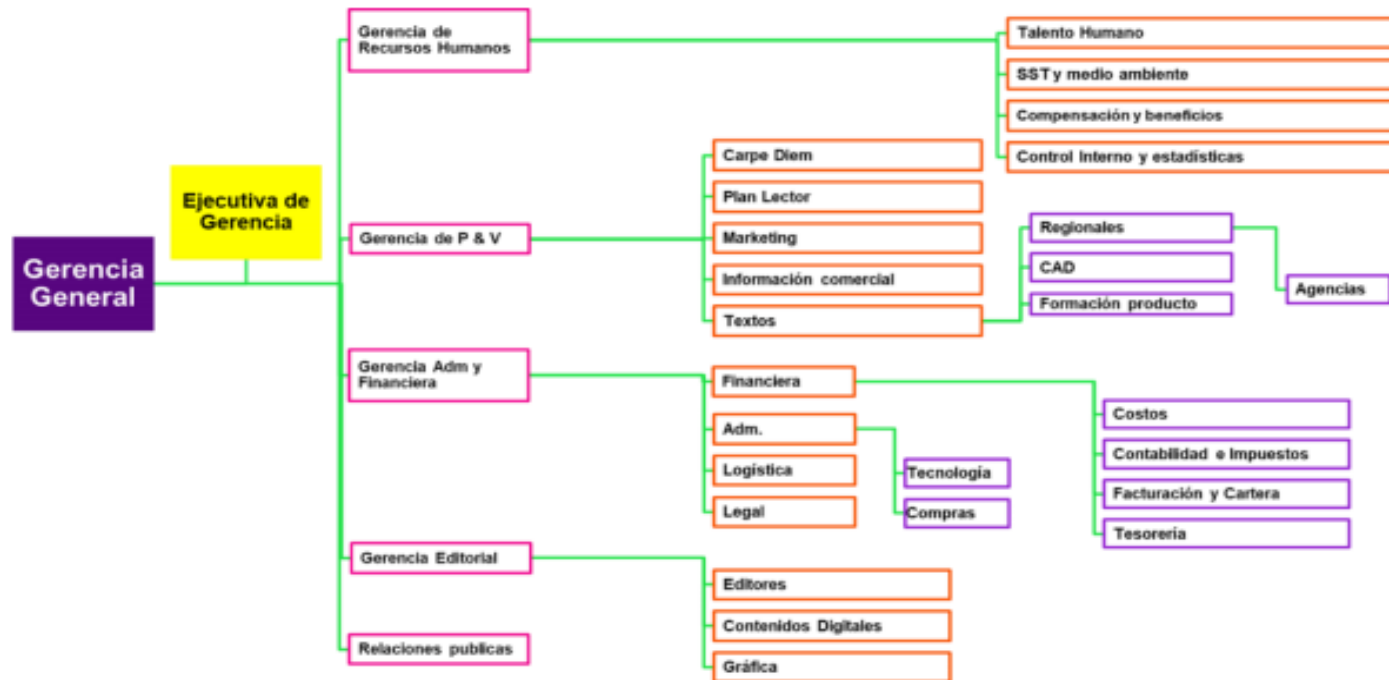 Gerencia de
Recursos Humanos
Talento Humano
SST y medio ambiente
Compensación y beneficios
Control Interno y estadísticas
Ejecutiva de
Gerencia
Gerencia
General
Gerencia de P & V
Carpe Diem
Plan Lector
Marketing
Información comercial
Textos
Regionales
CAD
Formación producto
Agencias
Gerencia Adm y
Financiera
Financiera
Adm.
Logística
Legal
Tecnología
Compras
Costos
Contabilidad e Impuestos
Facturación y Cartera
Tesorería
Gerencia Editorial
Editores
Contenidos Digitales
Gráfica
Relaciones publicas